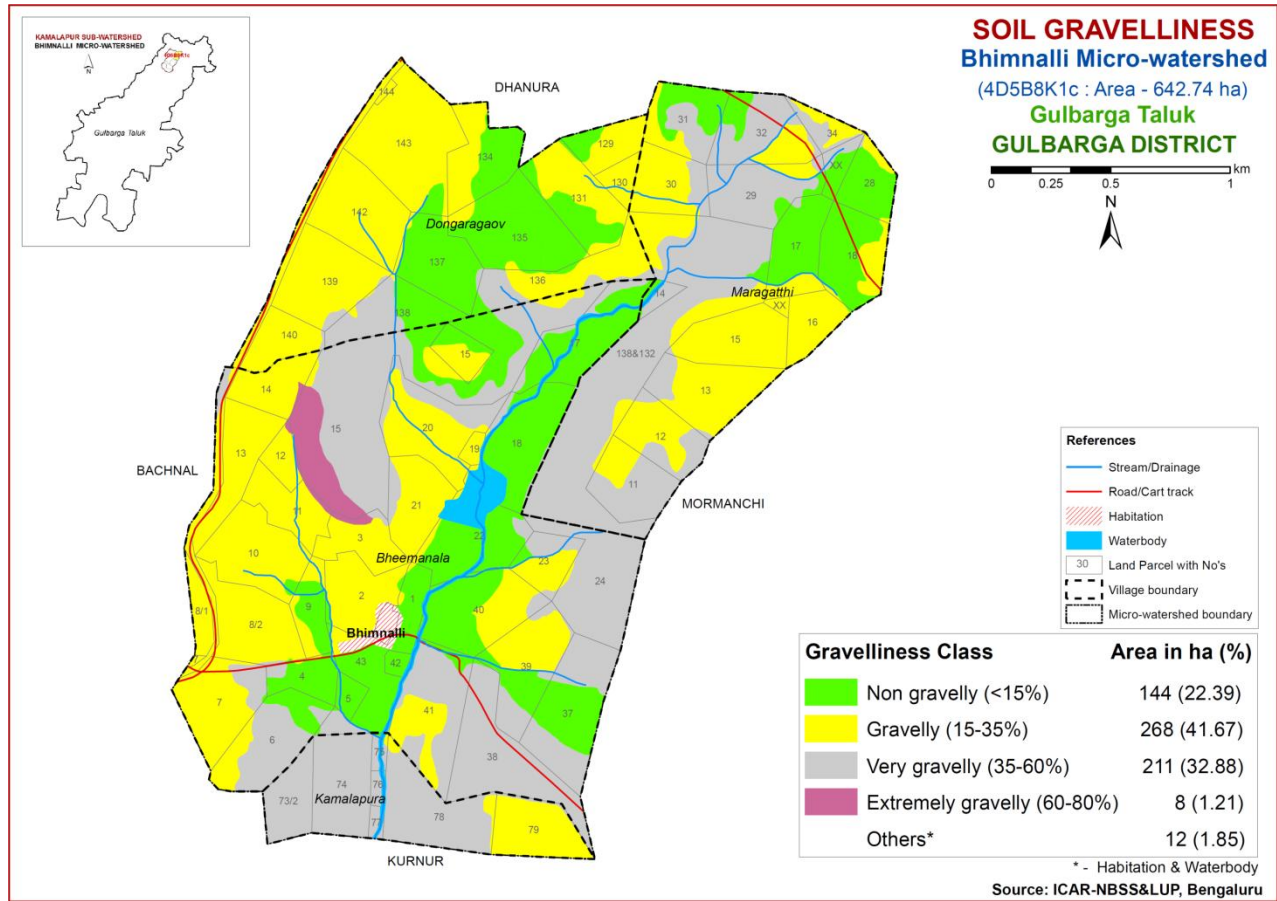 KAMALAPUR SUB-WATERSHED
BHIMNALLI MICRO-WATERSHED
N
Gulbarga Taluk
SOIL GRAVELLINESS
Bhimnalli Micro-watershed
(4D5B8K1c : Area - 642.74 ha)
Gulbarga Taluk
GULBARGA DISTRICT
km
0 0.25 0.5 1
N
DHANURA
144
143
134
129
130
131
142
Dongaragaov
135
137
136
139
138
140
31
32
34
XX
30
29
28
17
18
Maragatthi
XX
14
16
15
138&132
13
12
11
17
15
14
15
20
19
18
13
12
BACHNAL
MORMANCHI
11
21
22
3
Bheemanala
10
23
24
2
1
9
40
8/1
8/2
Bhimnalli
43
42
39
4
5
7
41
37
6
38
75
74
76
73/2
Kamalapura
77
78
79
KURNUR
References
Stream/Drainage
Road/Cart track
Habitation
Waterbody
30 Land Parcel with No's
Village boundary
Micro-watershed boundary
Gravelliness Class Area in ha (%)
Non gravelly (<15%) 144 (22.39)
Gravelly (15-35%) 268 (41.67)
Very gravelly (35-60%) 211 (32.88)
Extremely gravelly (60-80%) 8 (1.21)
Others* 12 (1.85)
* - Habitation & Waterbody
Source: ICAR-NBSS&LUP, Bengaluru